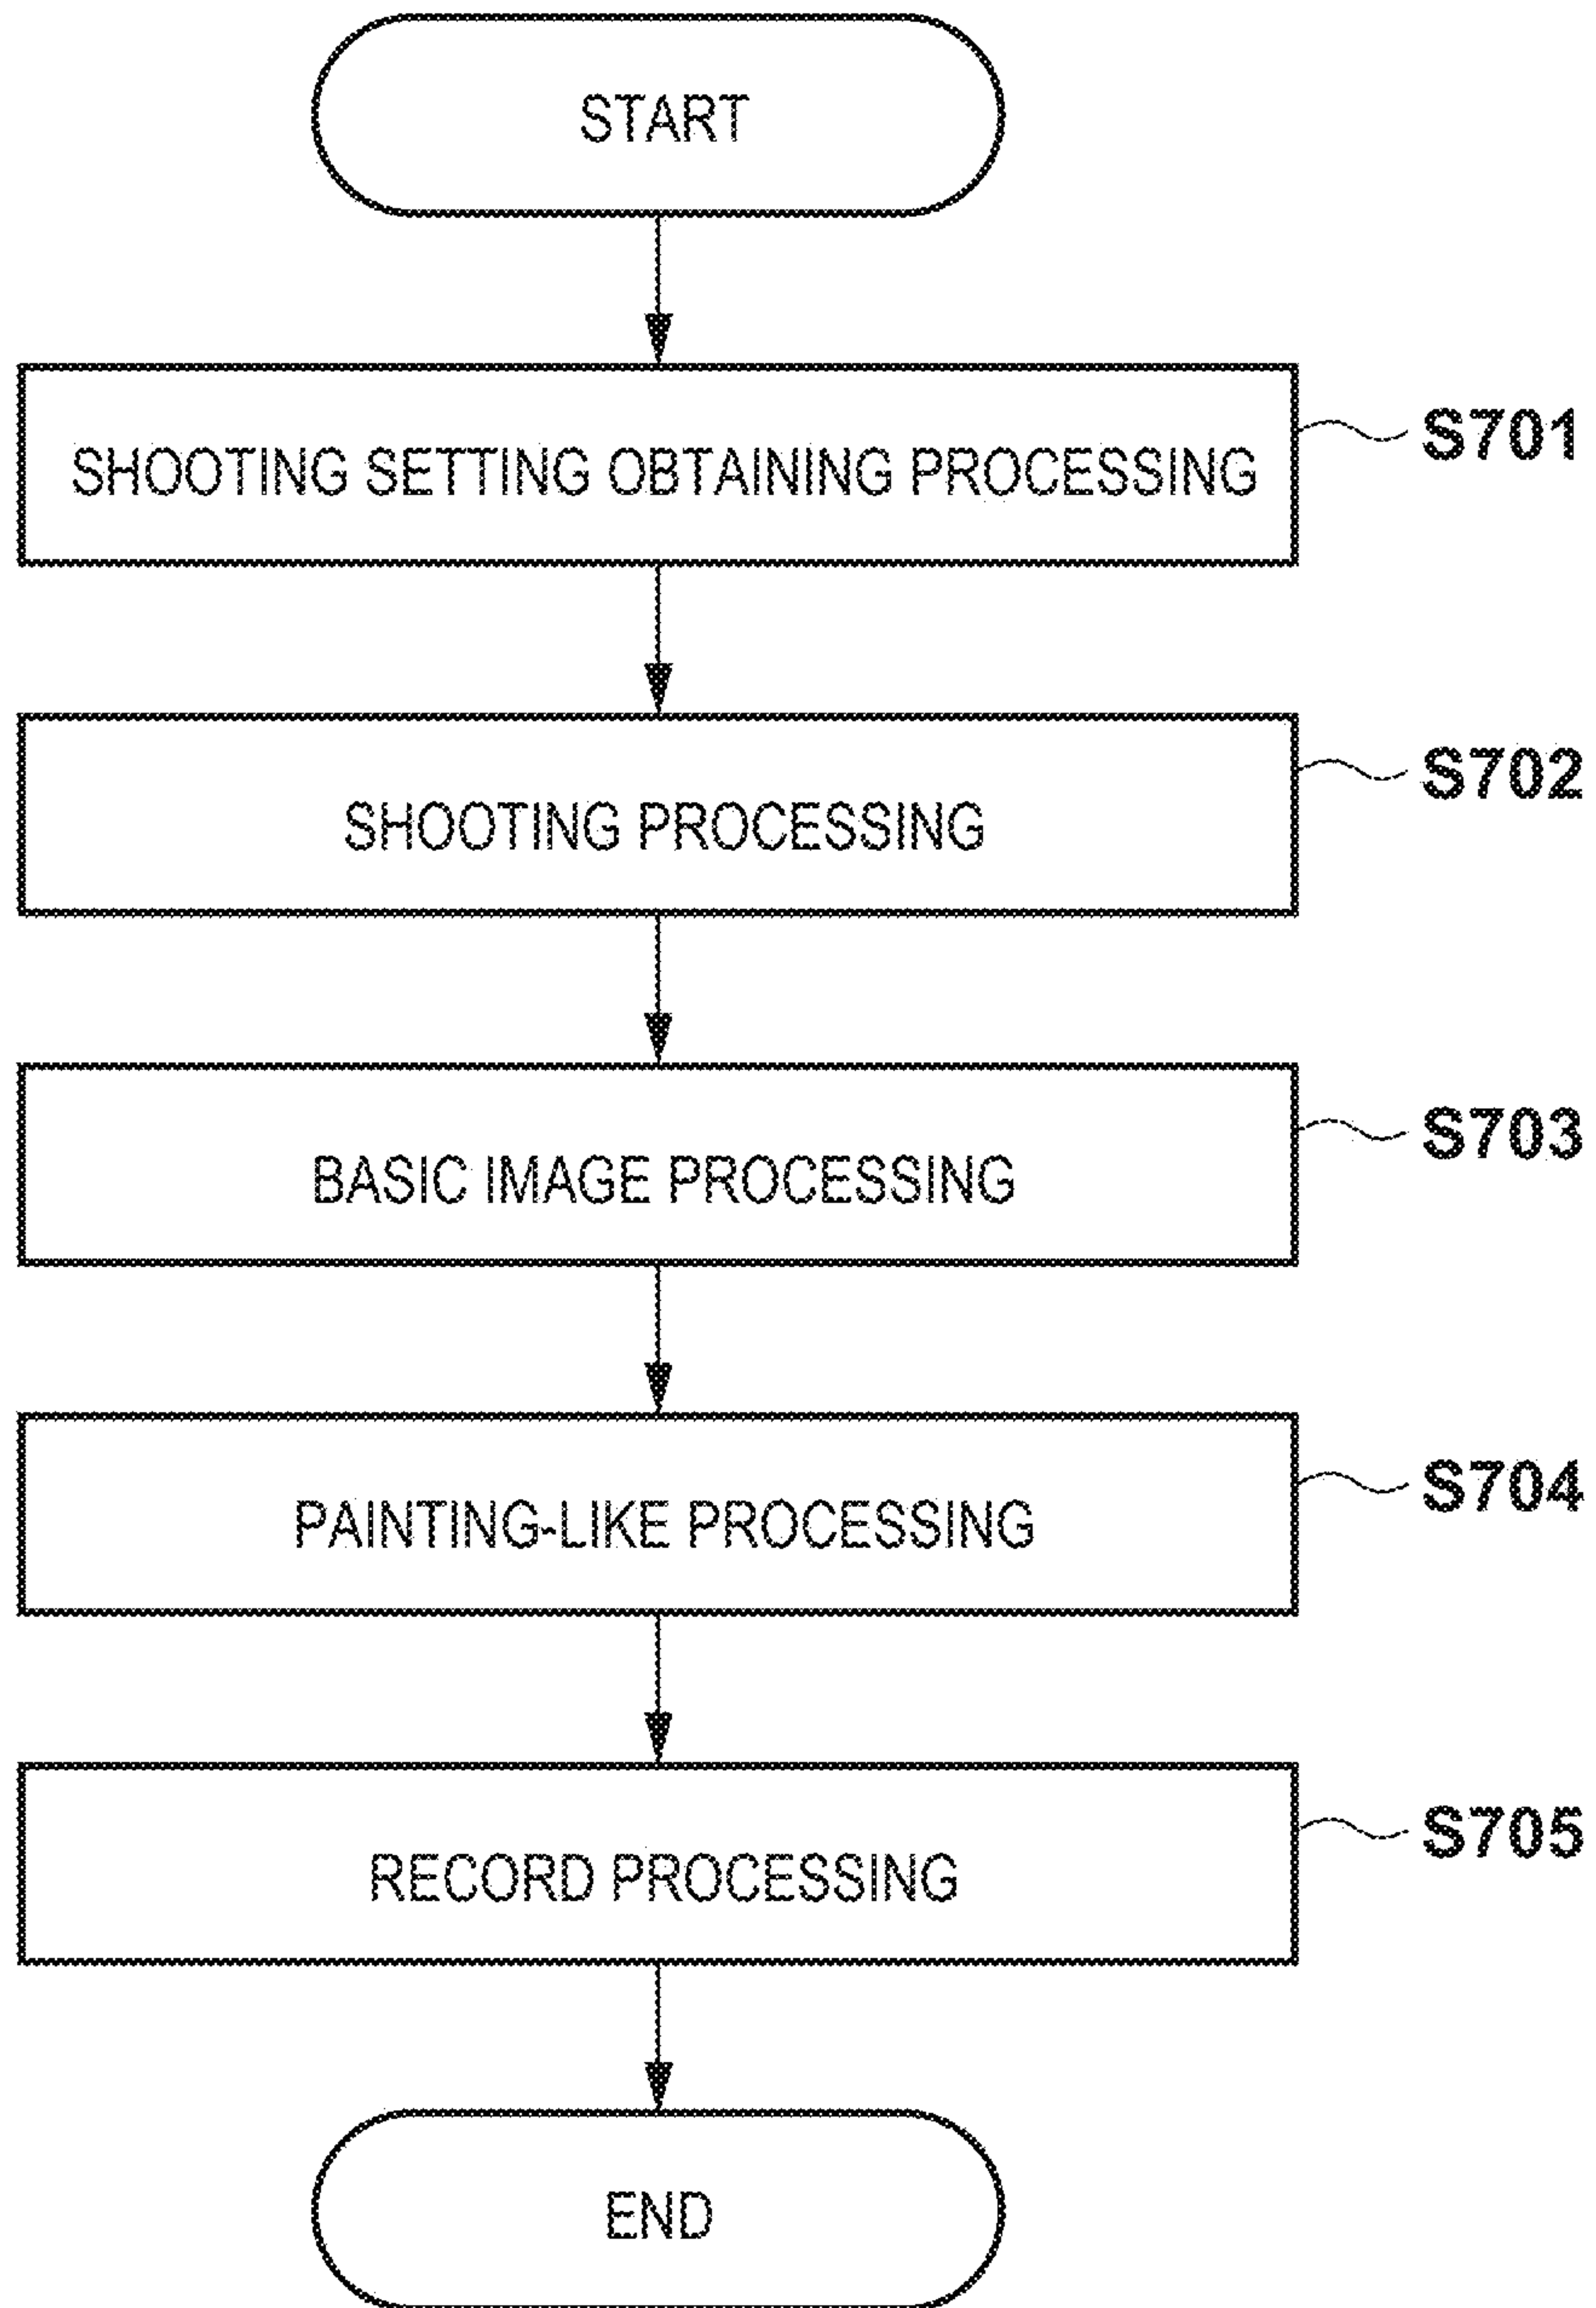 START
SHOOTING SETTING OBTAINING PROCESSING
S701
SHOOTING PROCESSING
S702
BASIC IMAGE PROCESSING
S703
PAINTING-LIKE PROCESSING
S704
RECORD PROCESSING
S705
END